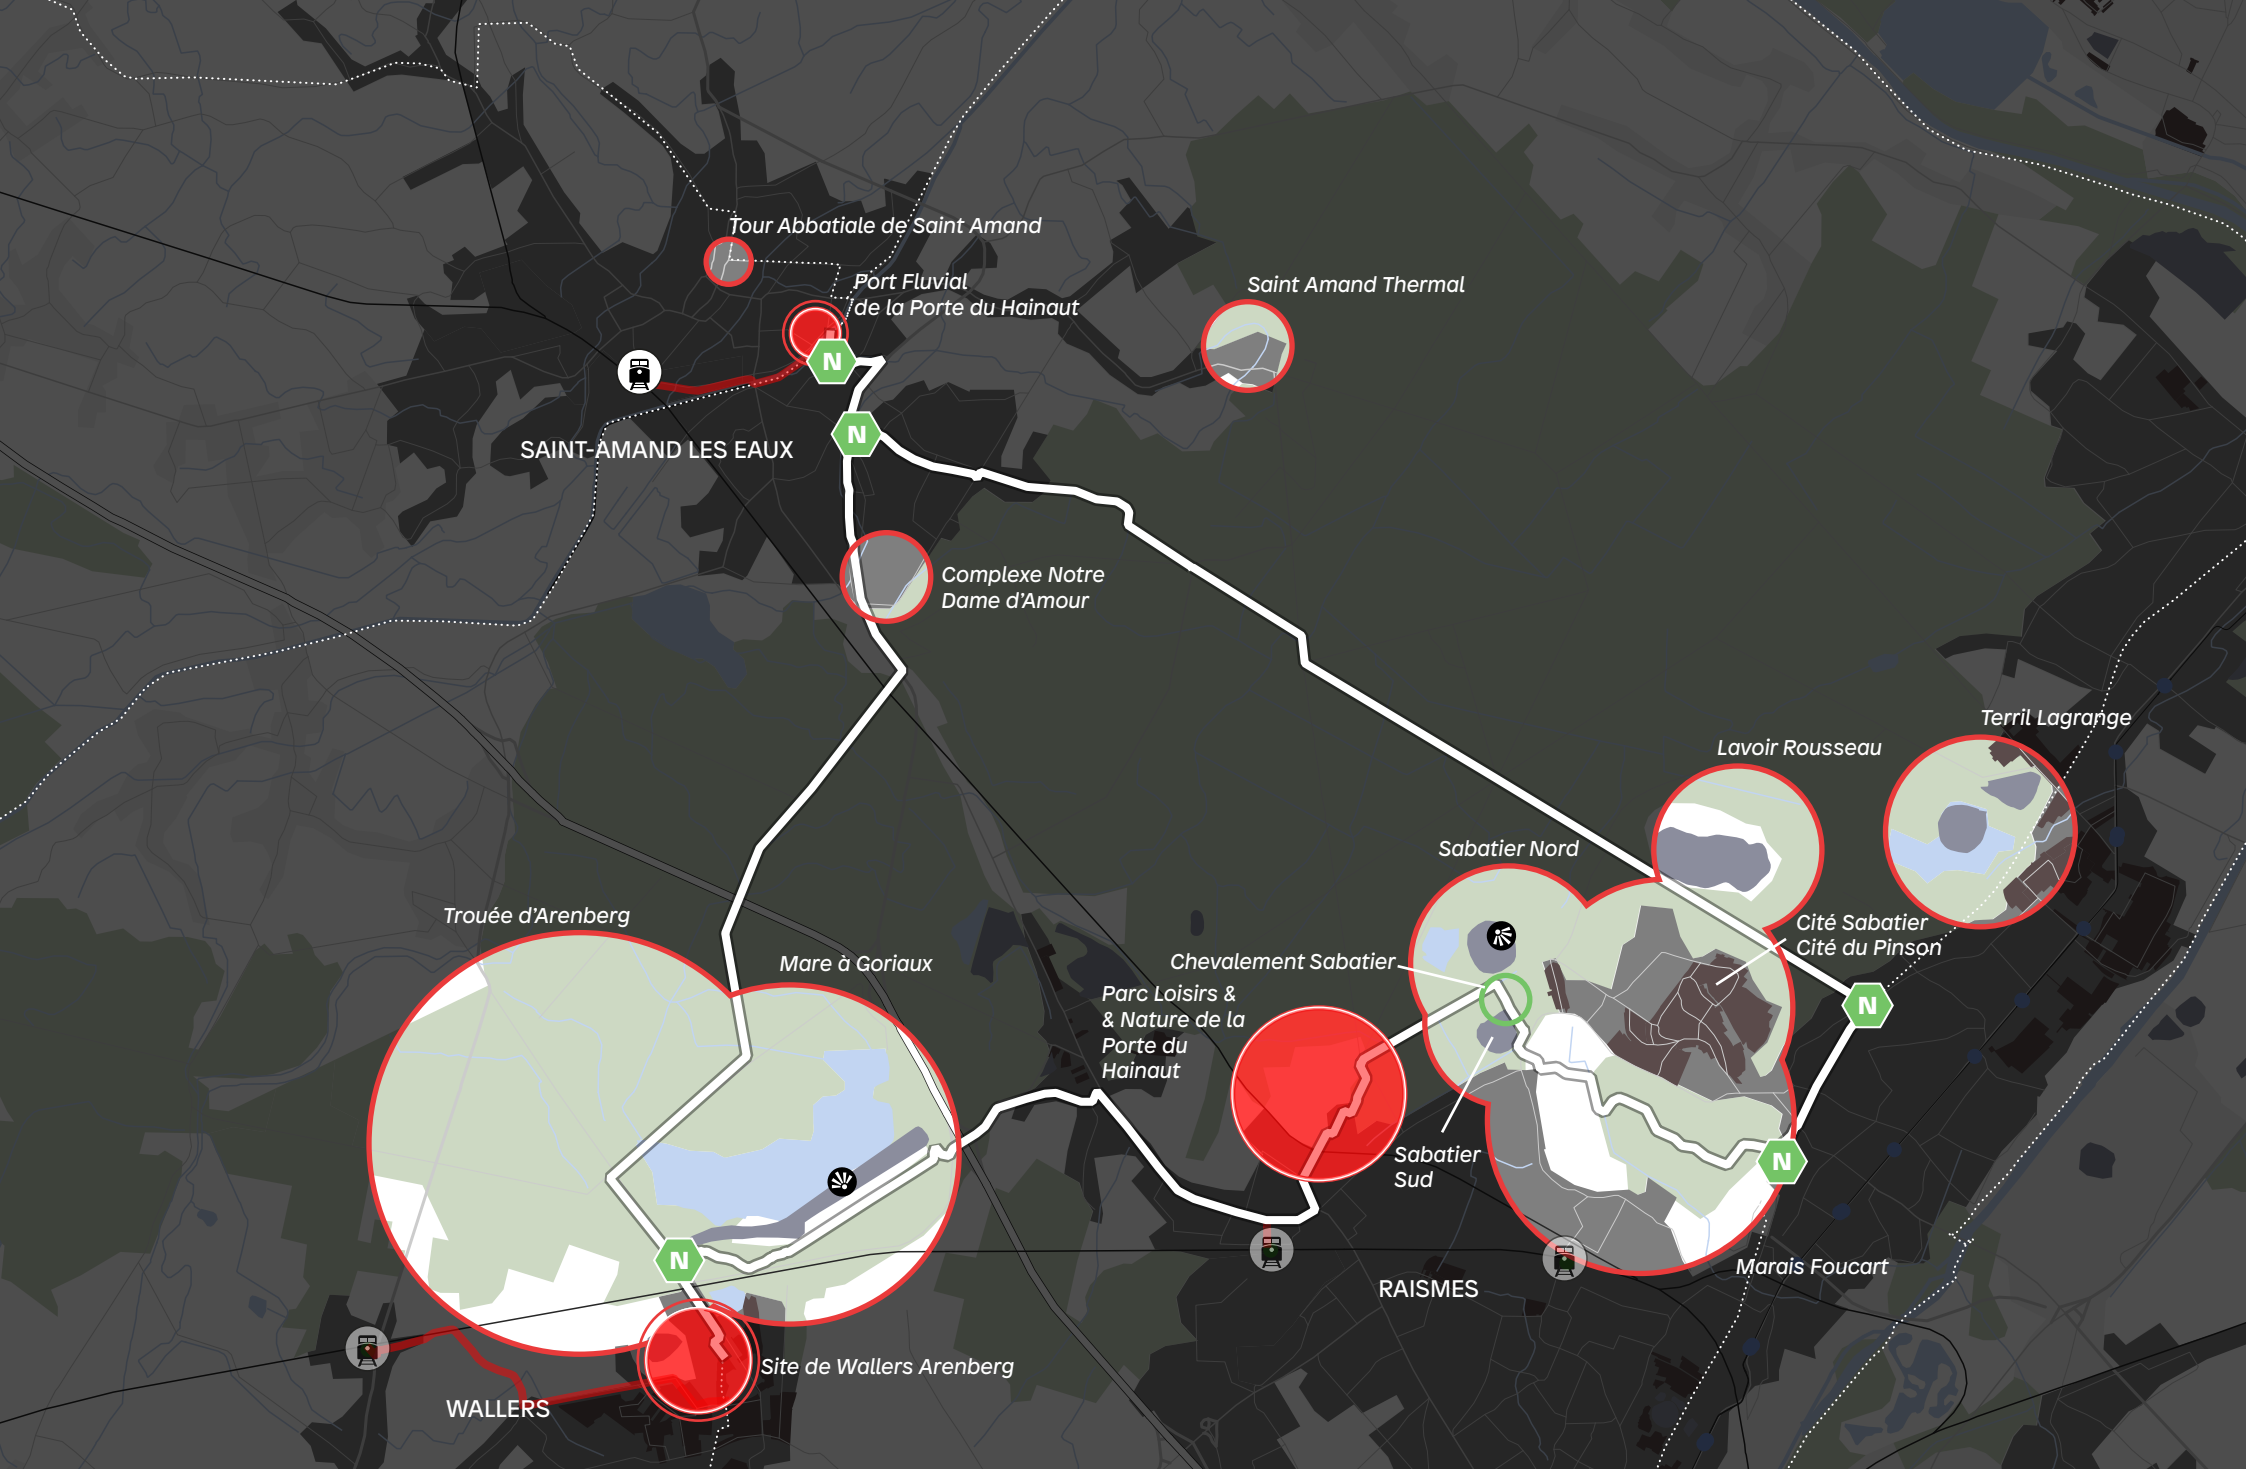 Tour Abbatiale de Saint Amand
Port Fluvial
de la Porte du Hainaut
Saint Amand Thermal
N
N
SAINT-AMAND LES EAUX
Complexe Notre
Dame d'Amour
Terril Lagrange
Lavoir Rousseau
Sabatier Nord
Trouée d'Arenberg
Cité Sabatier
Cité du Pinson
Mare à Goriaux
Chevalement Sabatier
Parc Loisirs &
& Nature de la
Porte du
Hainaut
N
Sabatier
Sud
N
N
Marais Foucart
RAISMES
Site de Wallers Arenberg
WALLERS